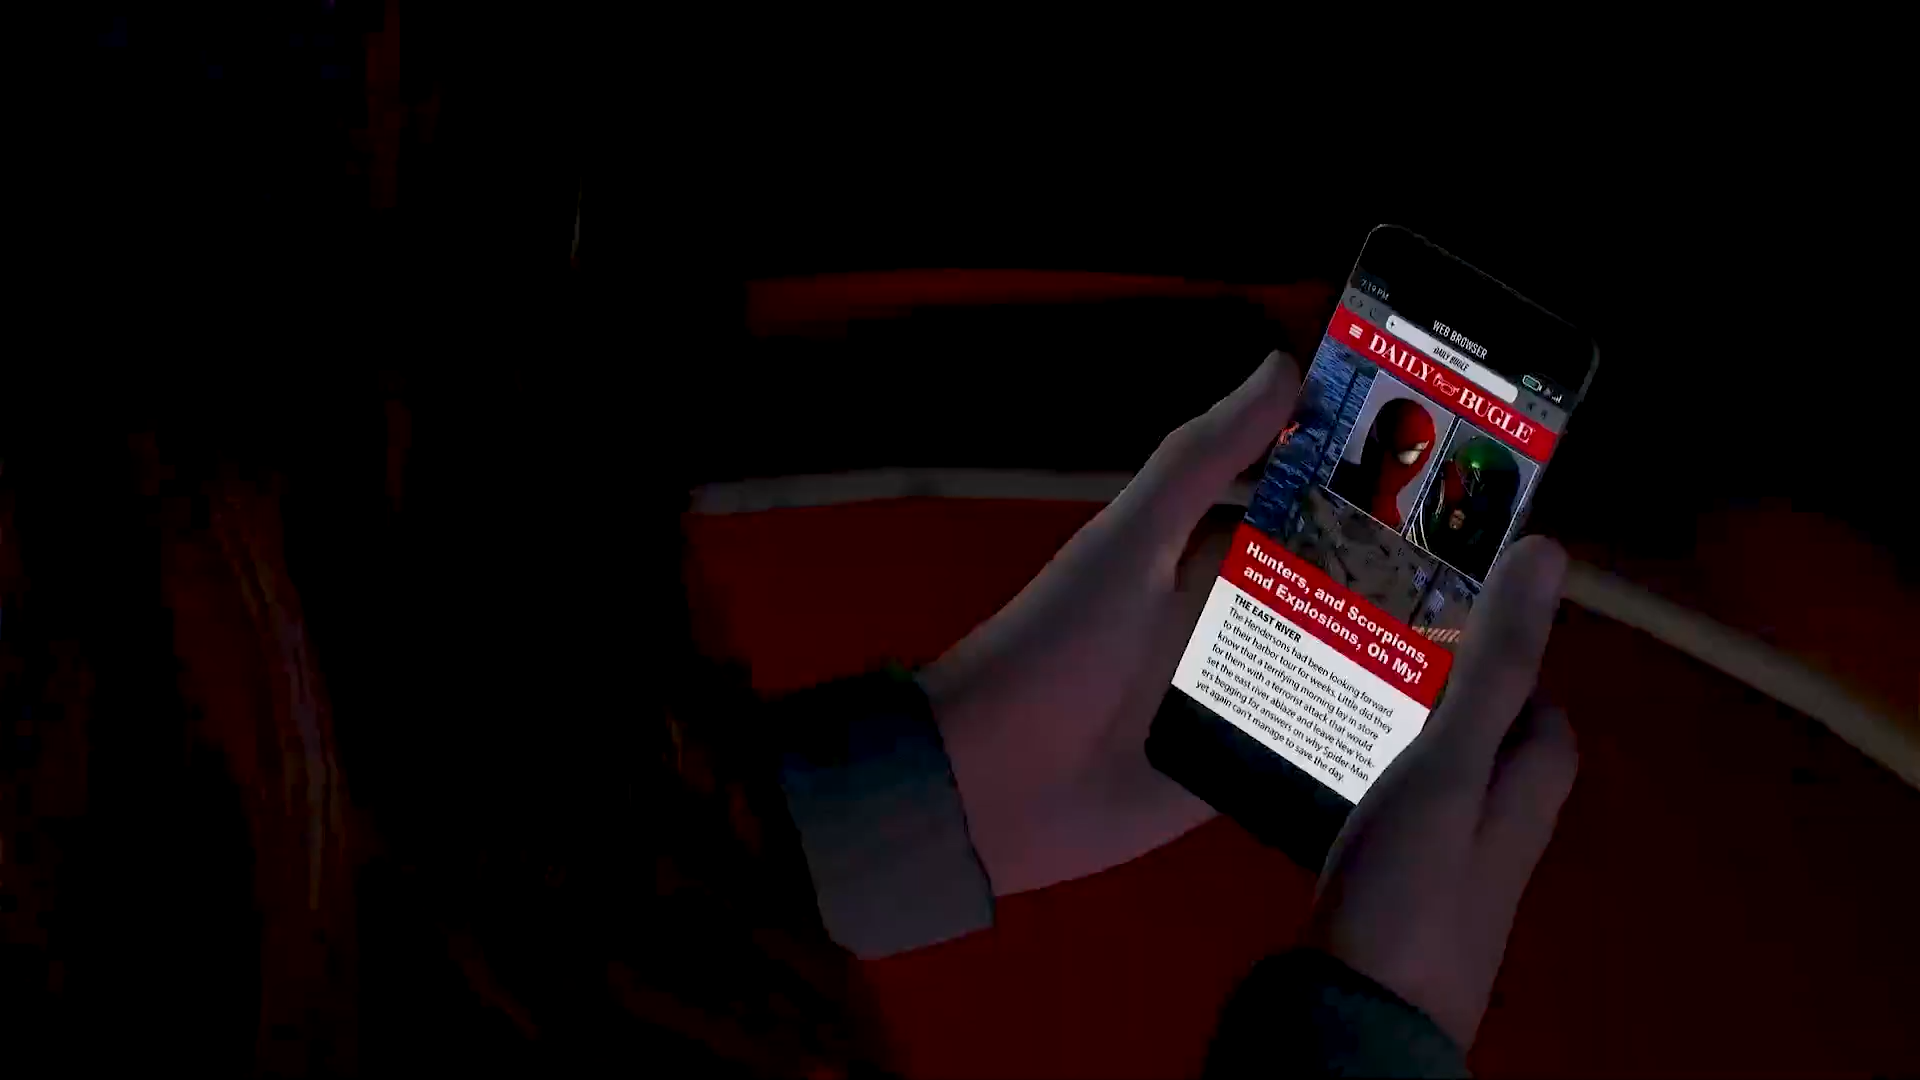 7:19 PM
WEB BROWSER
DAILY BUGLE
DAILY BUGLE
Hunters, and Scorpions,
and Explosions, Oh My!
THE EAST RIVER
The Hendersons had been looking forward
to their harbor tour for weeks. Little did they
know that a terrifying morning lay in store
for them with a terrorist attack that would
set the east river ablaze and leave New York-
ers begging for answers on why Spider-Man
yet again can't manage to save the day.